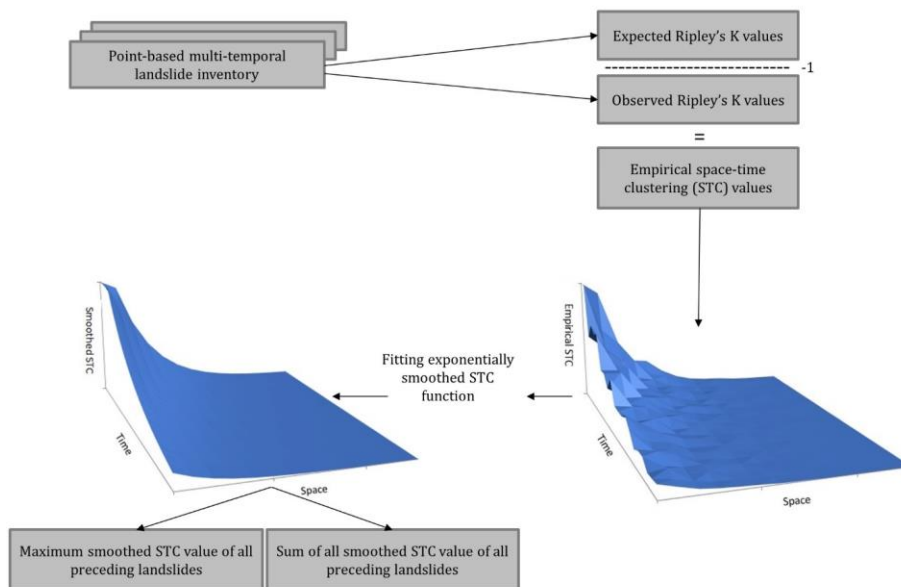 Point-based multi-temporal
landslide inventory
Expected Ripley's K values
-1
Observed Ripley's K values
=
Empirical space-time
clustering (STC) values
Smoothed STC
Time
Space
Fitting exponentially
smoothed STC
function
Empirical STC
Time
Space
Maximum smoothed STC value of all
preceding landslides
Sum of all smoothed STC value of all
preceding landslides